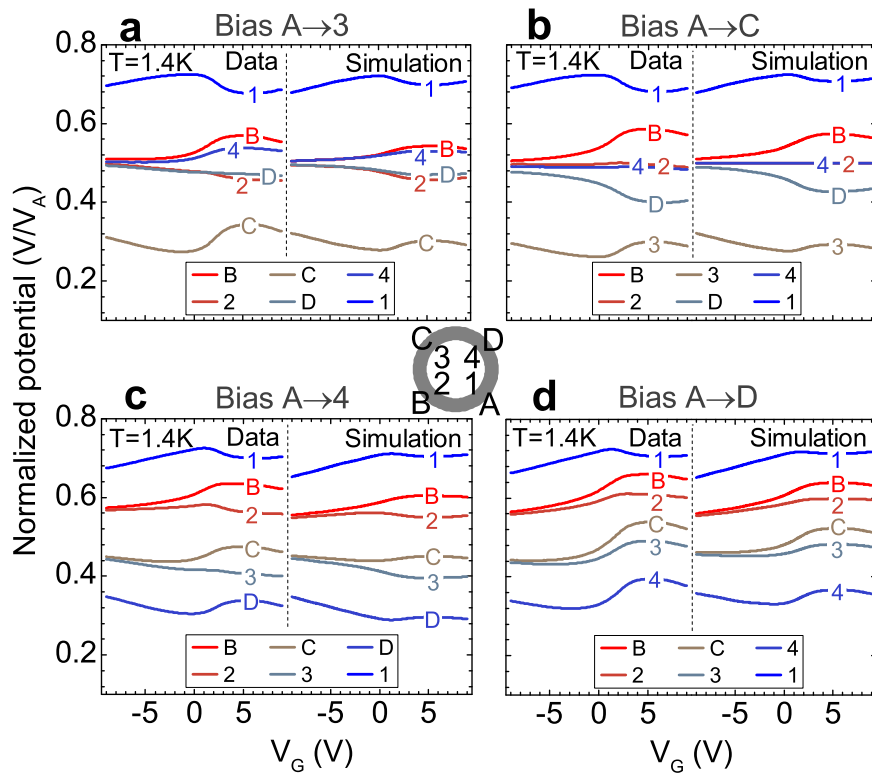 a Bias A→3
T=1.4K Data Simulation
Normalized potential (V/V_A)
0.8
0.6
0.4
0.2
1 1
B B
4 4
D D
2 2
C C
B C 4
2 D 1
b Bias A→C
T=1.4K Data Simulation
1 1
B B
4 2 4 2
D D
3 3
B 3 4
2 D 1
C D
3 4
2 1
B A
c Bias A→4
T=1.4K Data Simulation
0.8
0.6
0.4
0.2
1 1
B B
2 2
C C
3 3
D D
B C D
2 3 1
-5 0 5 -5 0 5
V_G (V)
d Bias A→D
T=1.4K Data Simulation
1 1
B B
2 2
C C
3 3
4 4
B C 4
2 3 1
-5 0 5 -5 0 5
V_G (V)